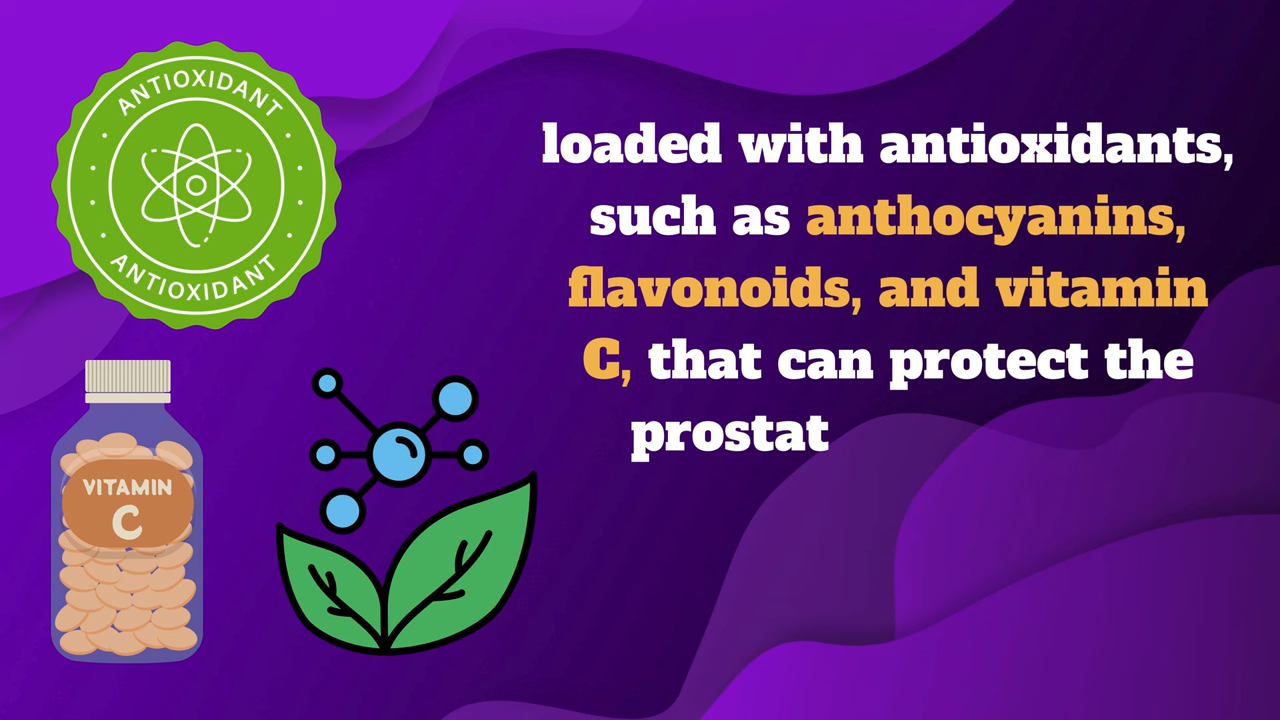 ANTIOXIDANT
ANTIOXIDANT
VITAMIN
C
loaded with antioxidants,
such as anthocyanins,
flavonoids, and vitamin
C, that can protect the
prostat